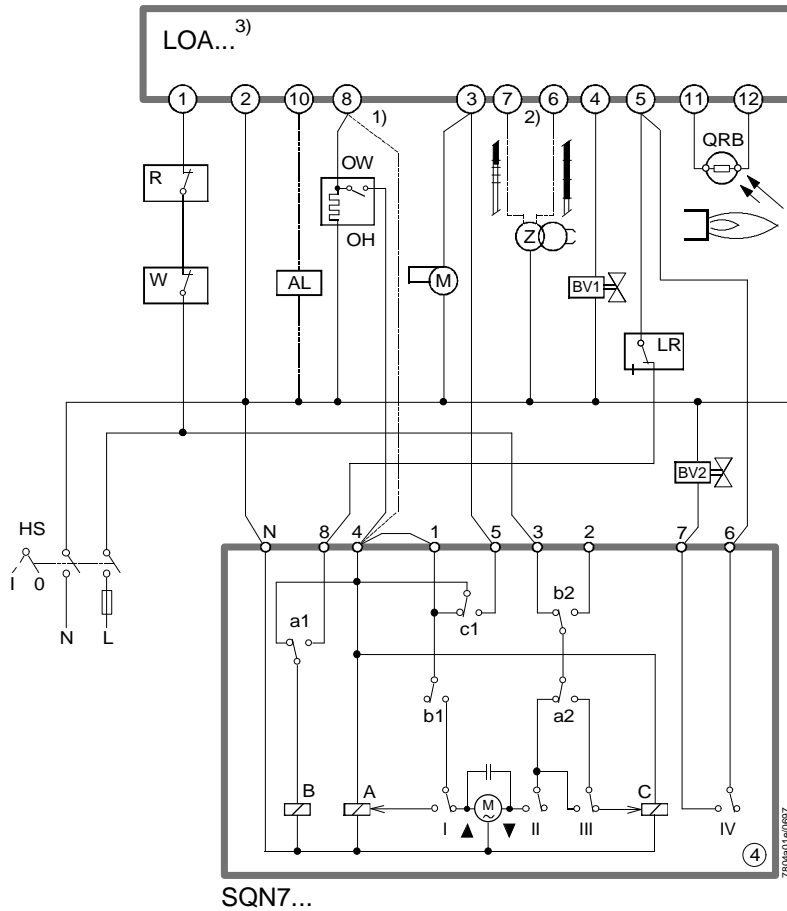 LOA... 3)
1 2 10 8 1) 3 7 2) 6 4 5 11 12
QRB
R
OW
OH
Z
W
AL
M
BV1
LR
BV2
HS
I 0
N L
N 8 4 1 5 3 2 7 6
a1
c1
b2
b1
a2
B A C
M
~
I II III IV
4
7804a01e/0697
SQN7...